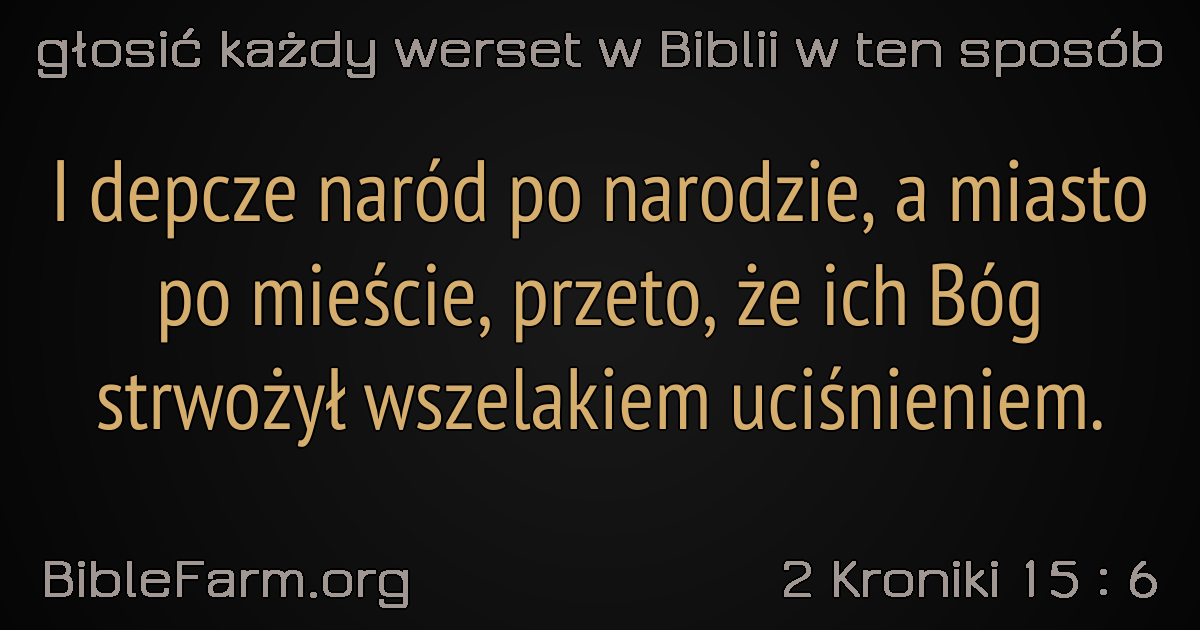 głosić każdy werset w Biblii w ten sposób
I depcze naród po narodzie, a miasto
po mieście, przeto, że ich Bóg
strwożył wszelakiem uciśnieniem.
BibleFarm.org
2 Kroniki 15 : 6